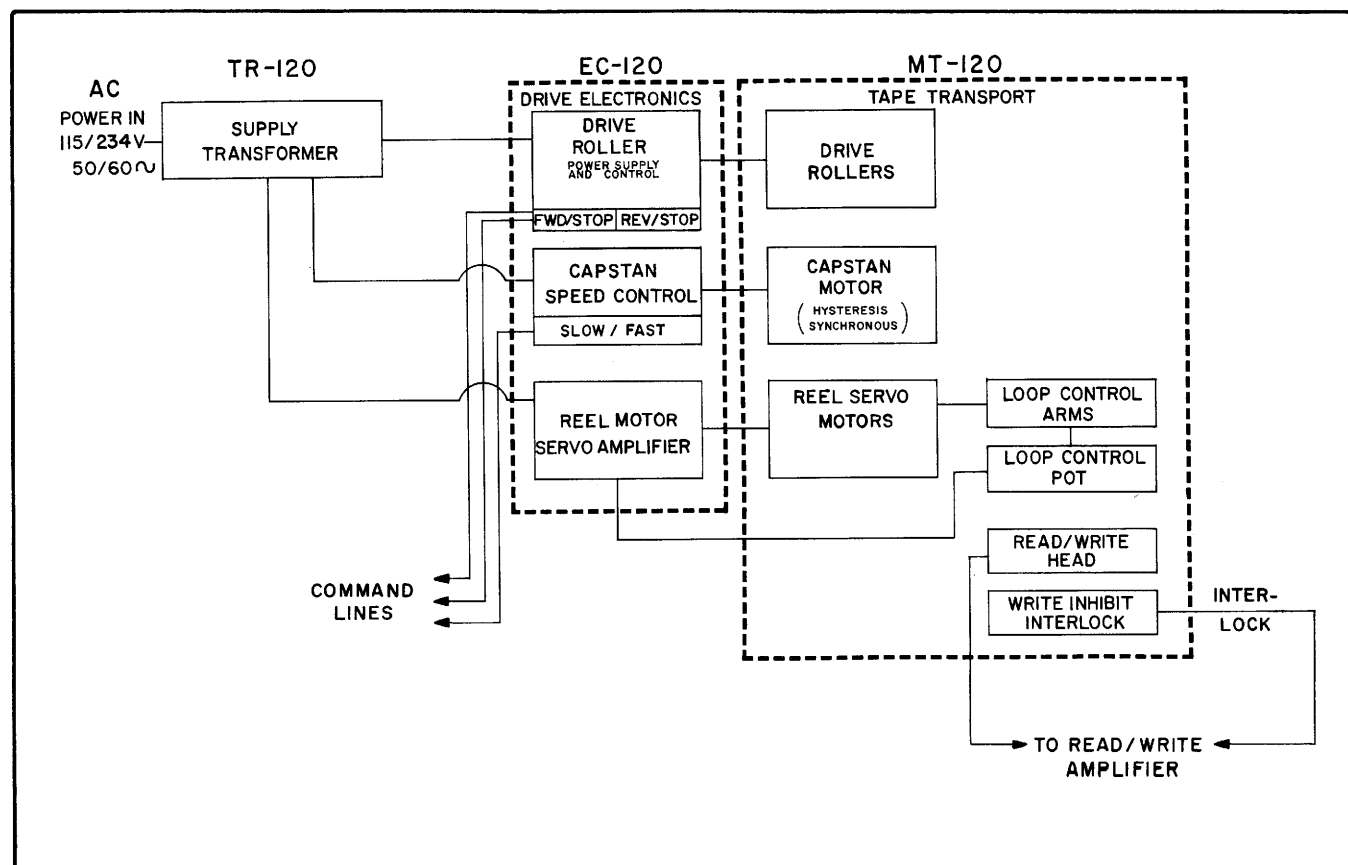 TR-120
EC-120
MT-120
AC
POWER IN
115/234 V
50/60 ~
SUPPLY
TRANSFORMER
DRIVE ELECTRONICS
DRIVE
ROLLER
POWER SUPPLY
AND CONTROL
FWD/STOP
REV/STOP
CAPSTAN
SPEED CONTROL
SLOW / FAST
REEL MOTOR
SERVO AMPLIFIER
TAPE TRANSPORT
DRIVE
ROLLERS
CAPSTAN
MOTOR
( HYSTERESIS
SYNCHRONOUS )
REEL SERVO
MOTORS
LOOP CONTROL
ARMS
LOOP CONTROL
POT
READ/WRITE
HEAD
WRITE INHIBIT
INTERLOCK
INTER-
LOCK
COMMAND
LINES
TO READ/WRITE
AMPLIFIER